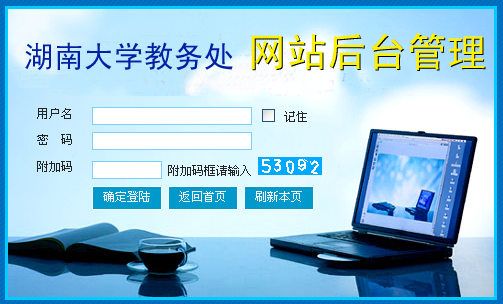 湖南大学教务处 网站后台管理
用户名 记住
密 码
附加码 附加码框请输入 53092
确定登陆 返回首页 刷新本页